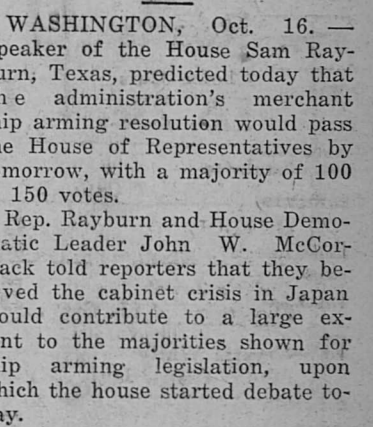 WASHINGTON, Oct. 16. —
peaker of the House Sam Ray-
urn, Texas, predicted today that
e administration's merchant
ip arming resolution would pass
e House of Representatives by
morrow, with a majority of 100
150 votes.
Rep. Rayburn and House Demo-
atic Leader John W. McCor-
ack told reporters that they be-
ved the cabinet crisis in Japan
ould contribute to a large ex-
nt to the majorities shown for
ip arming legislation, upon
hich the house started debate to-
ay.